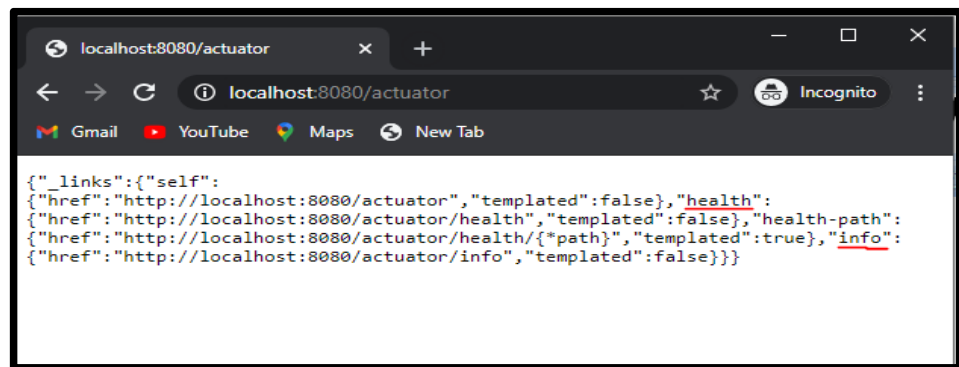 localhost:8080/actuator
localhost:8080/actuator
Incognito
Gmail YouTube Maps New Tab
{"_links":{"self":
{"href":"http://localhost:8080/actuator","templated":false},"health":
{"href":"http://localhost:8080/actuator/health","templated":false},"health-path":
{"href":"http://localhost:8080/actuator/health/{*path}","templated":true},"info":
{"href":"http://localhost:8080/actuator/info","templated":false}}}